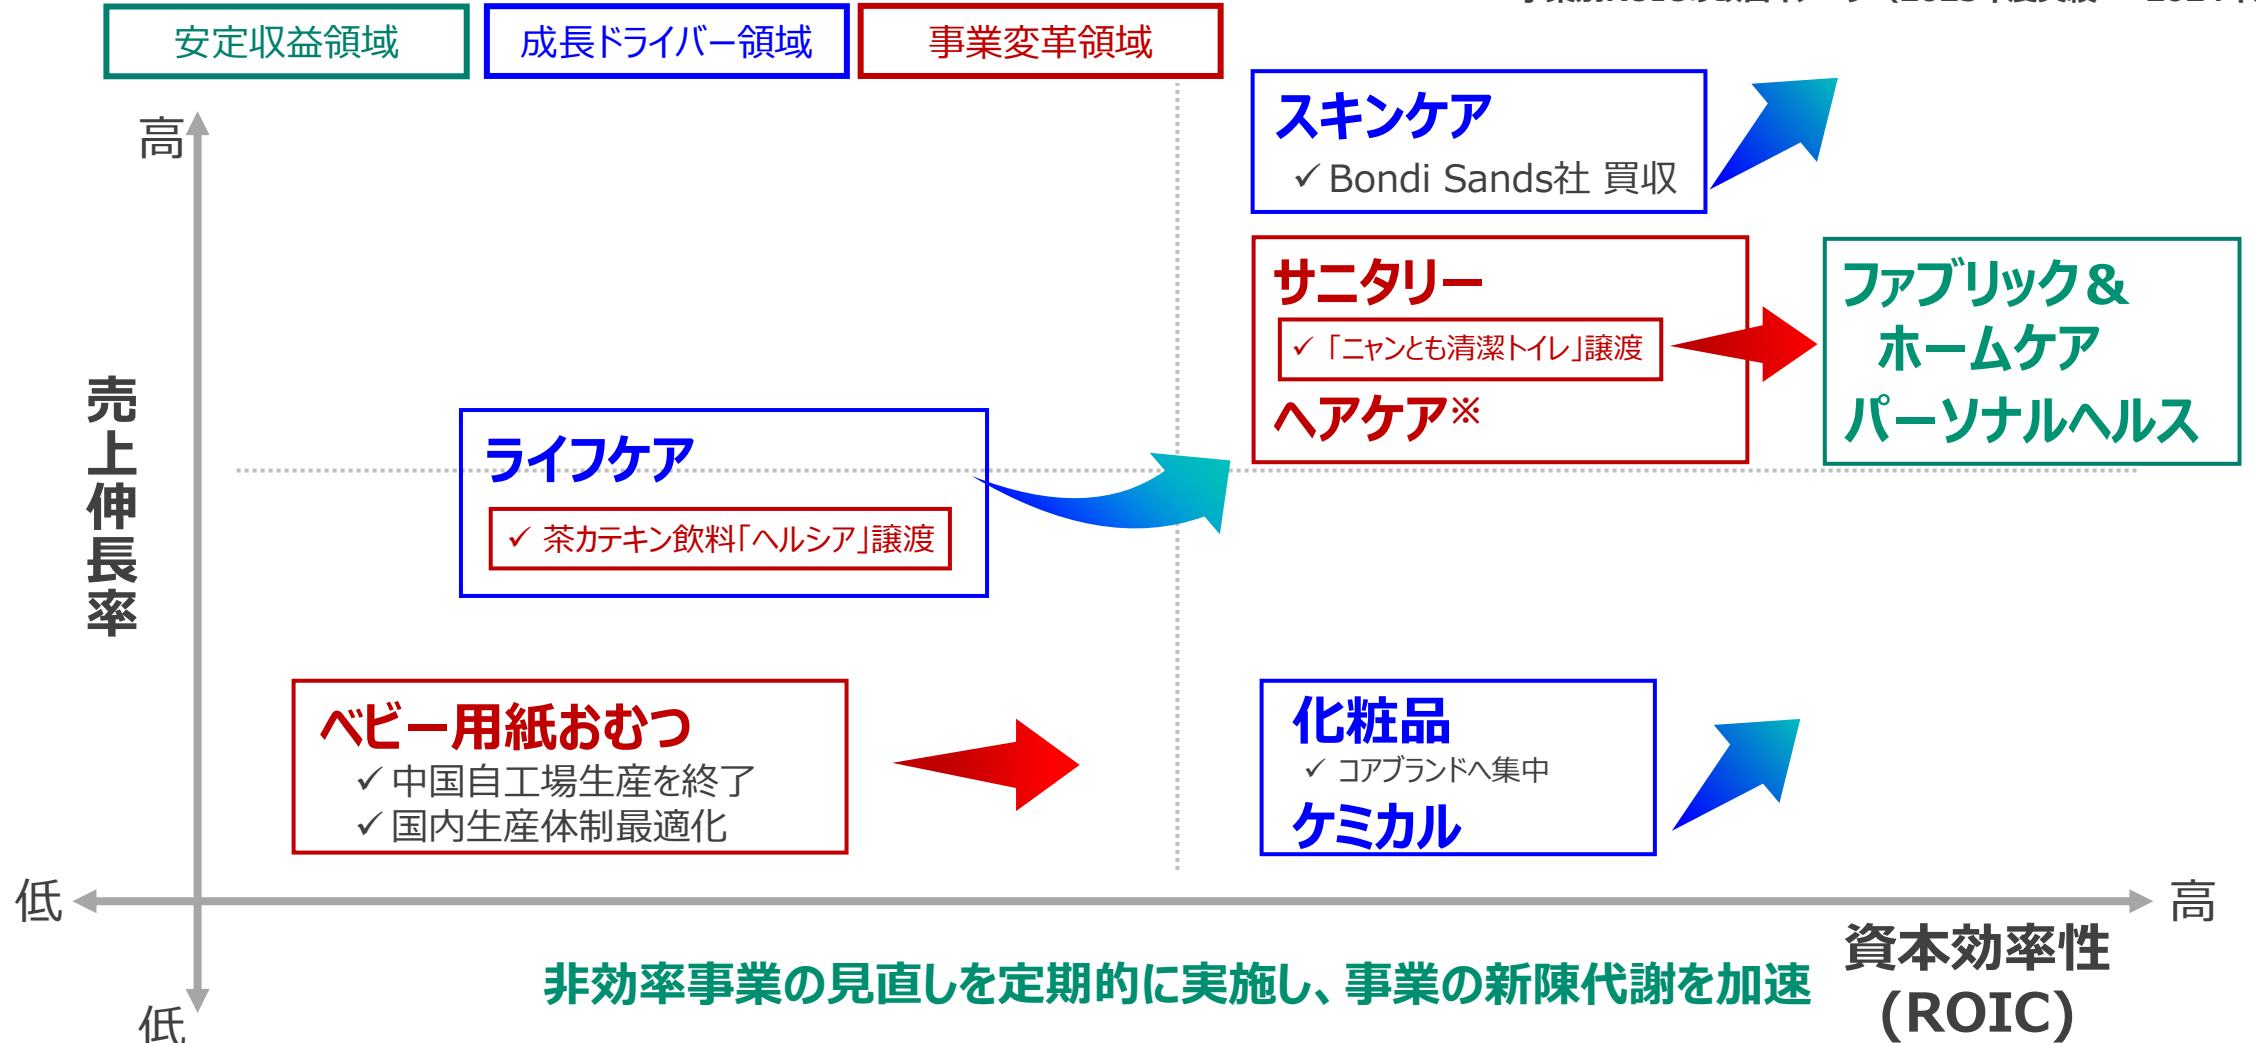 安定収益領域
成長ドライバー領域
事業変革領域
高
売上伸長率
スキンケア
✓ Bondi Sands社 買収
サニタリー
✓ 「ニャンとも清潔トイレ」譲渡
ヘアケア※
ファブリック&
ホームケア
パーソナルヘルス
ライフケア
✓ 茶カテキン飲料「ヘルシア」譲渡
ベビー用紙おむつ
✓ 中国自工場生産を終了
✓ 国内生産体制最適化
化粧品
✓ コアブランドへ集中
ケミカル
低
高
資本効率性
(ROIC)
非効率事業の見直しを定期的に実施し、事業の新陳代謝を加速
低